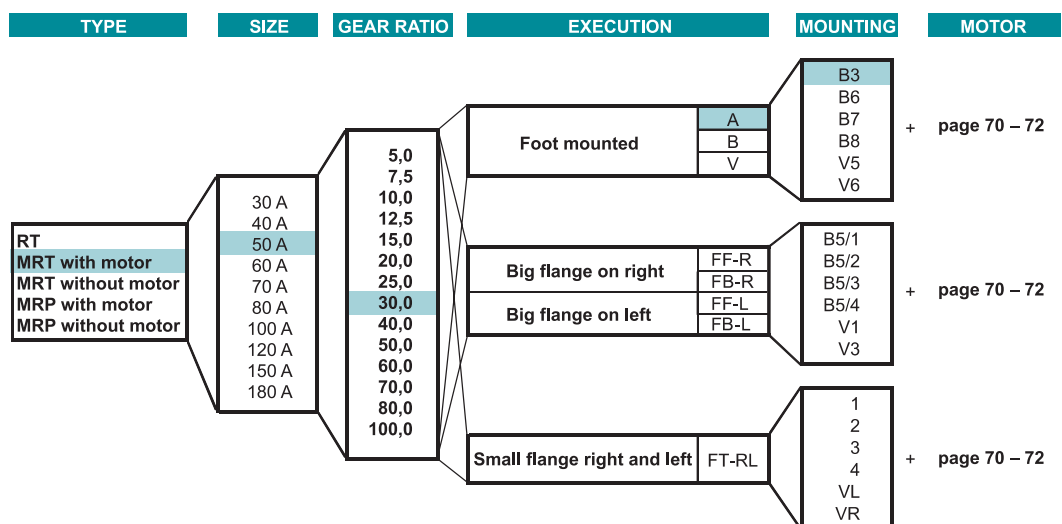 TYPE SIZE GEAR RATIO EXECUTION MOUNTING MOTOR
RT
MRT with motor
MRT without motor
MRP with motor
MRP without motor
30 A
40 A
50 A
60 A
70 A
80 A
100 A
120 A
150 A
180 A
5,0
7,5
10,0
12,5
15,0
20,0
25,0
30,0
40,0
50,0
60,0
70,0
80,0
100,0
Foot mounted
A
B
V
B3
B6
B7
B8
V5
V6
+ page 70 – 72
Big flange on right
FF-R
FB-R
Big flange on left
FF-L
FB-L
B5/1
B5/2
B5/3
B5/4
V1
V3
+ page 70 – 72
Small flange right and left
FT-RL
1
2
3
4
VL
VR
+ page 70 – 72